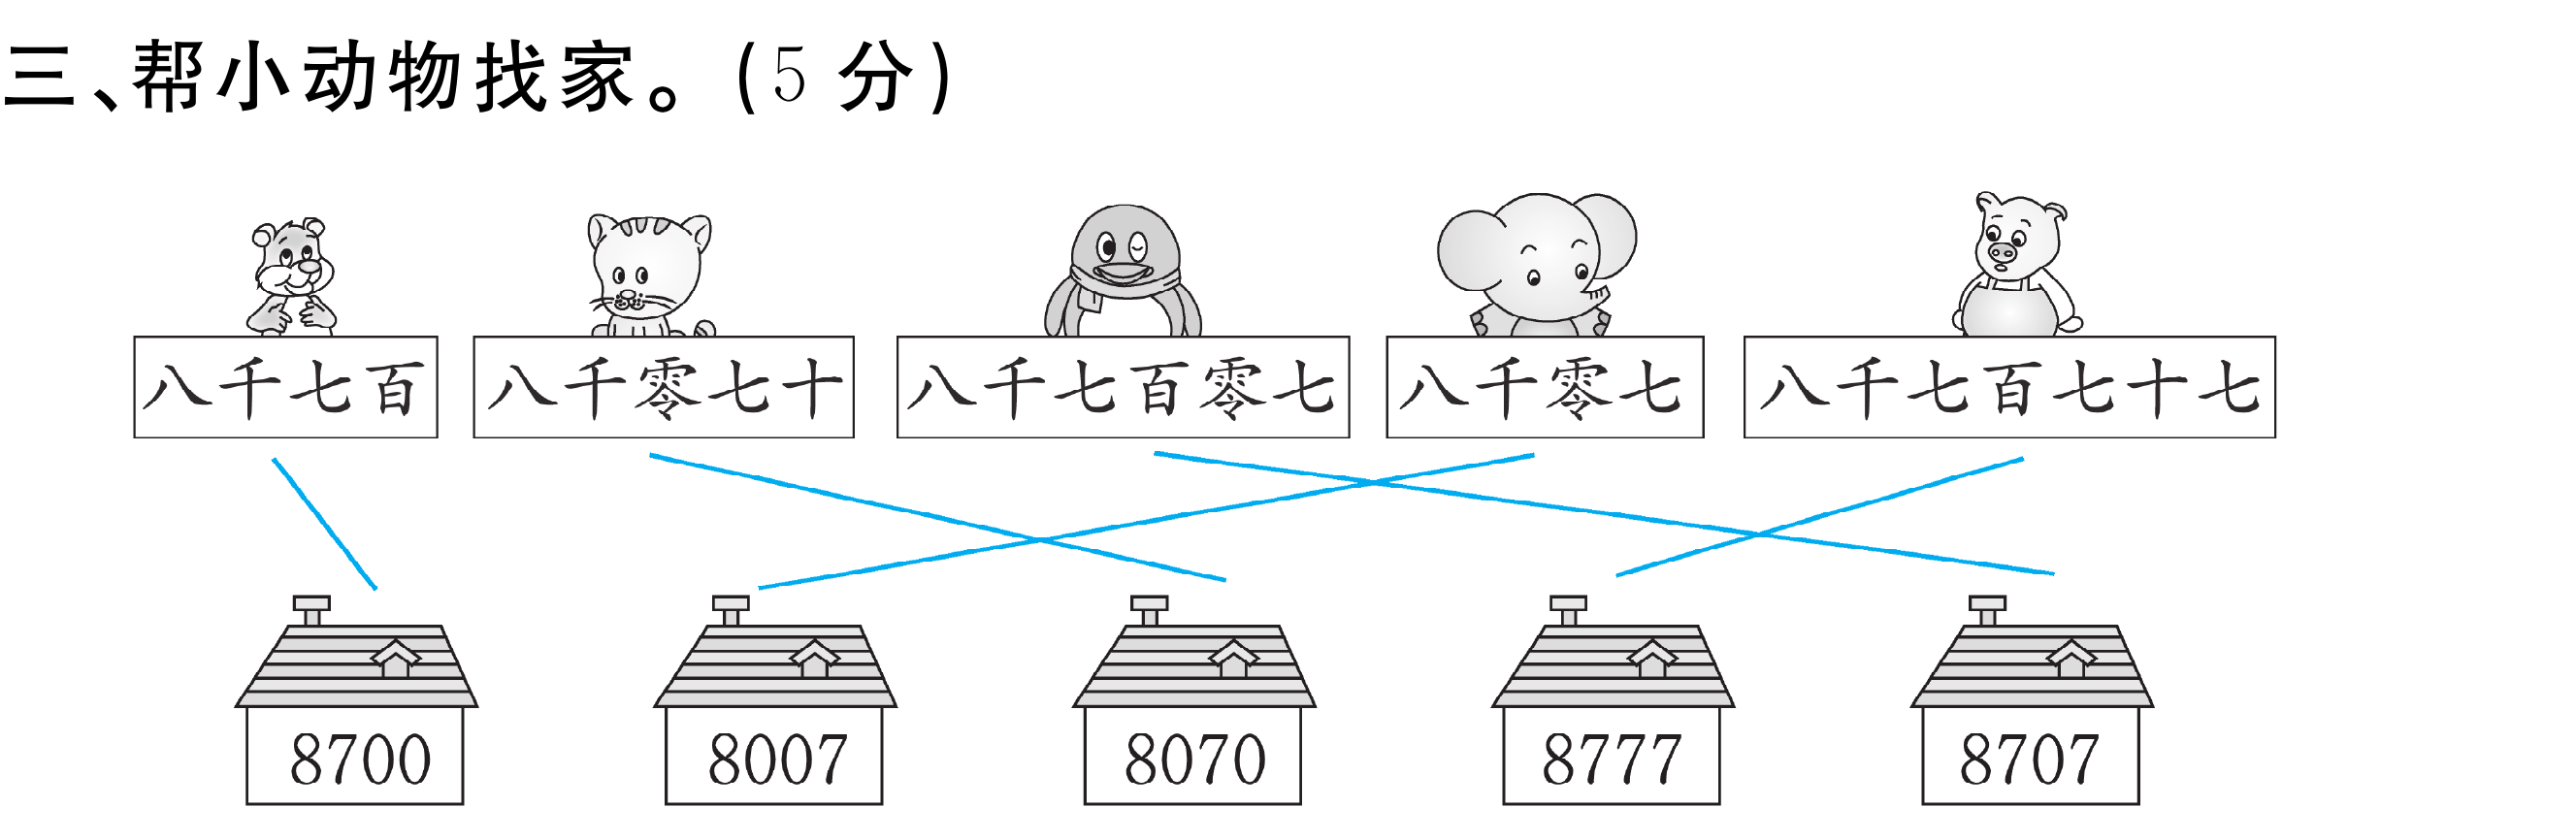 三、帮小动物找家。(5 分)
八千七百 八千零七十 八千七百零七 八千零七 八千七百七十七
8700 8007 8070 8777 8707